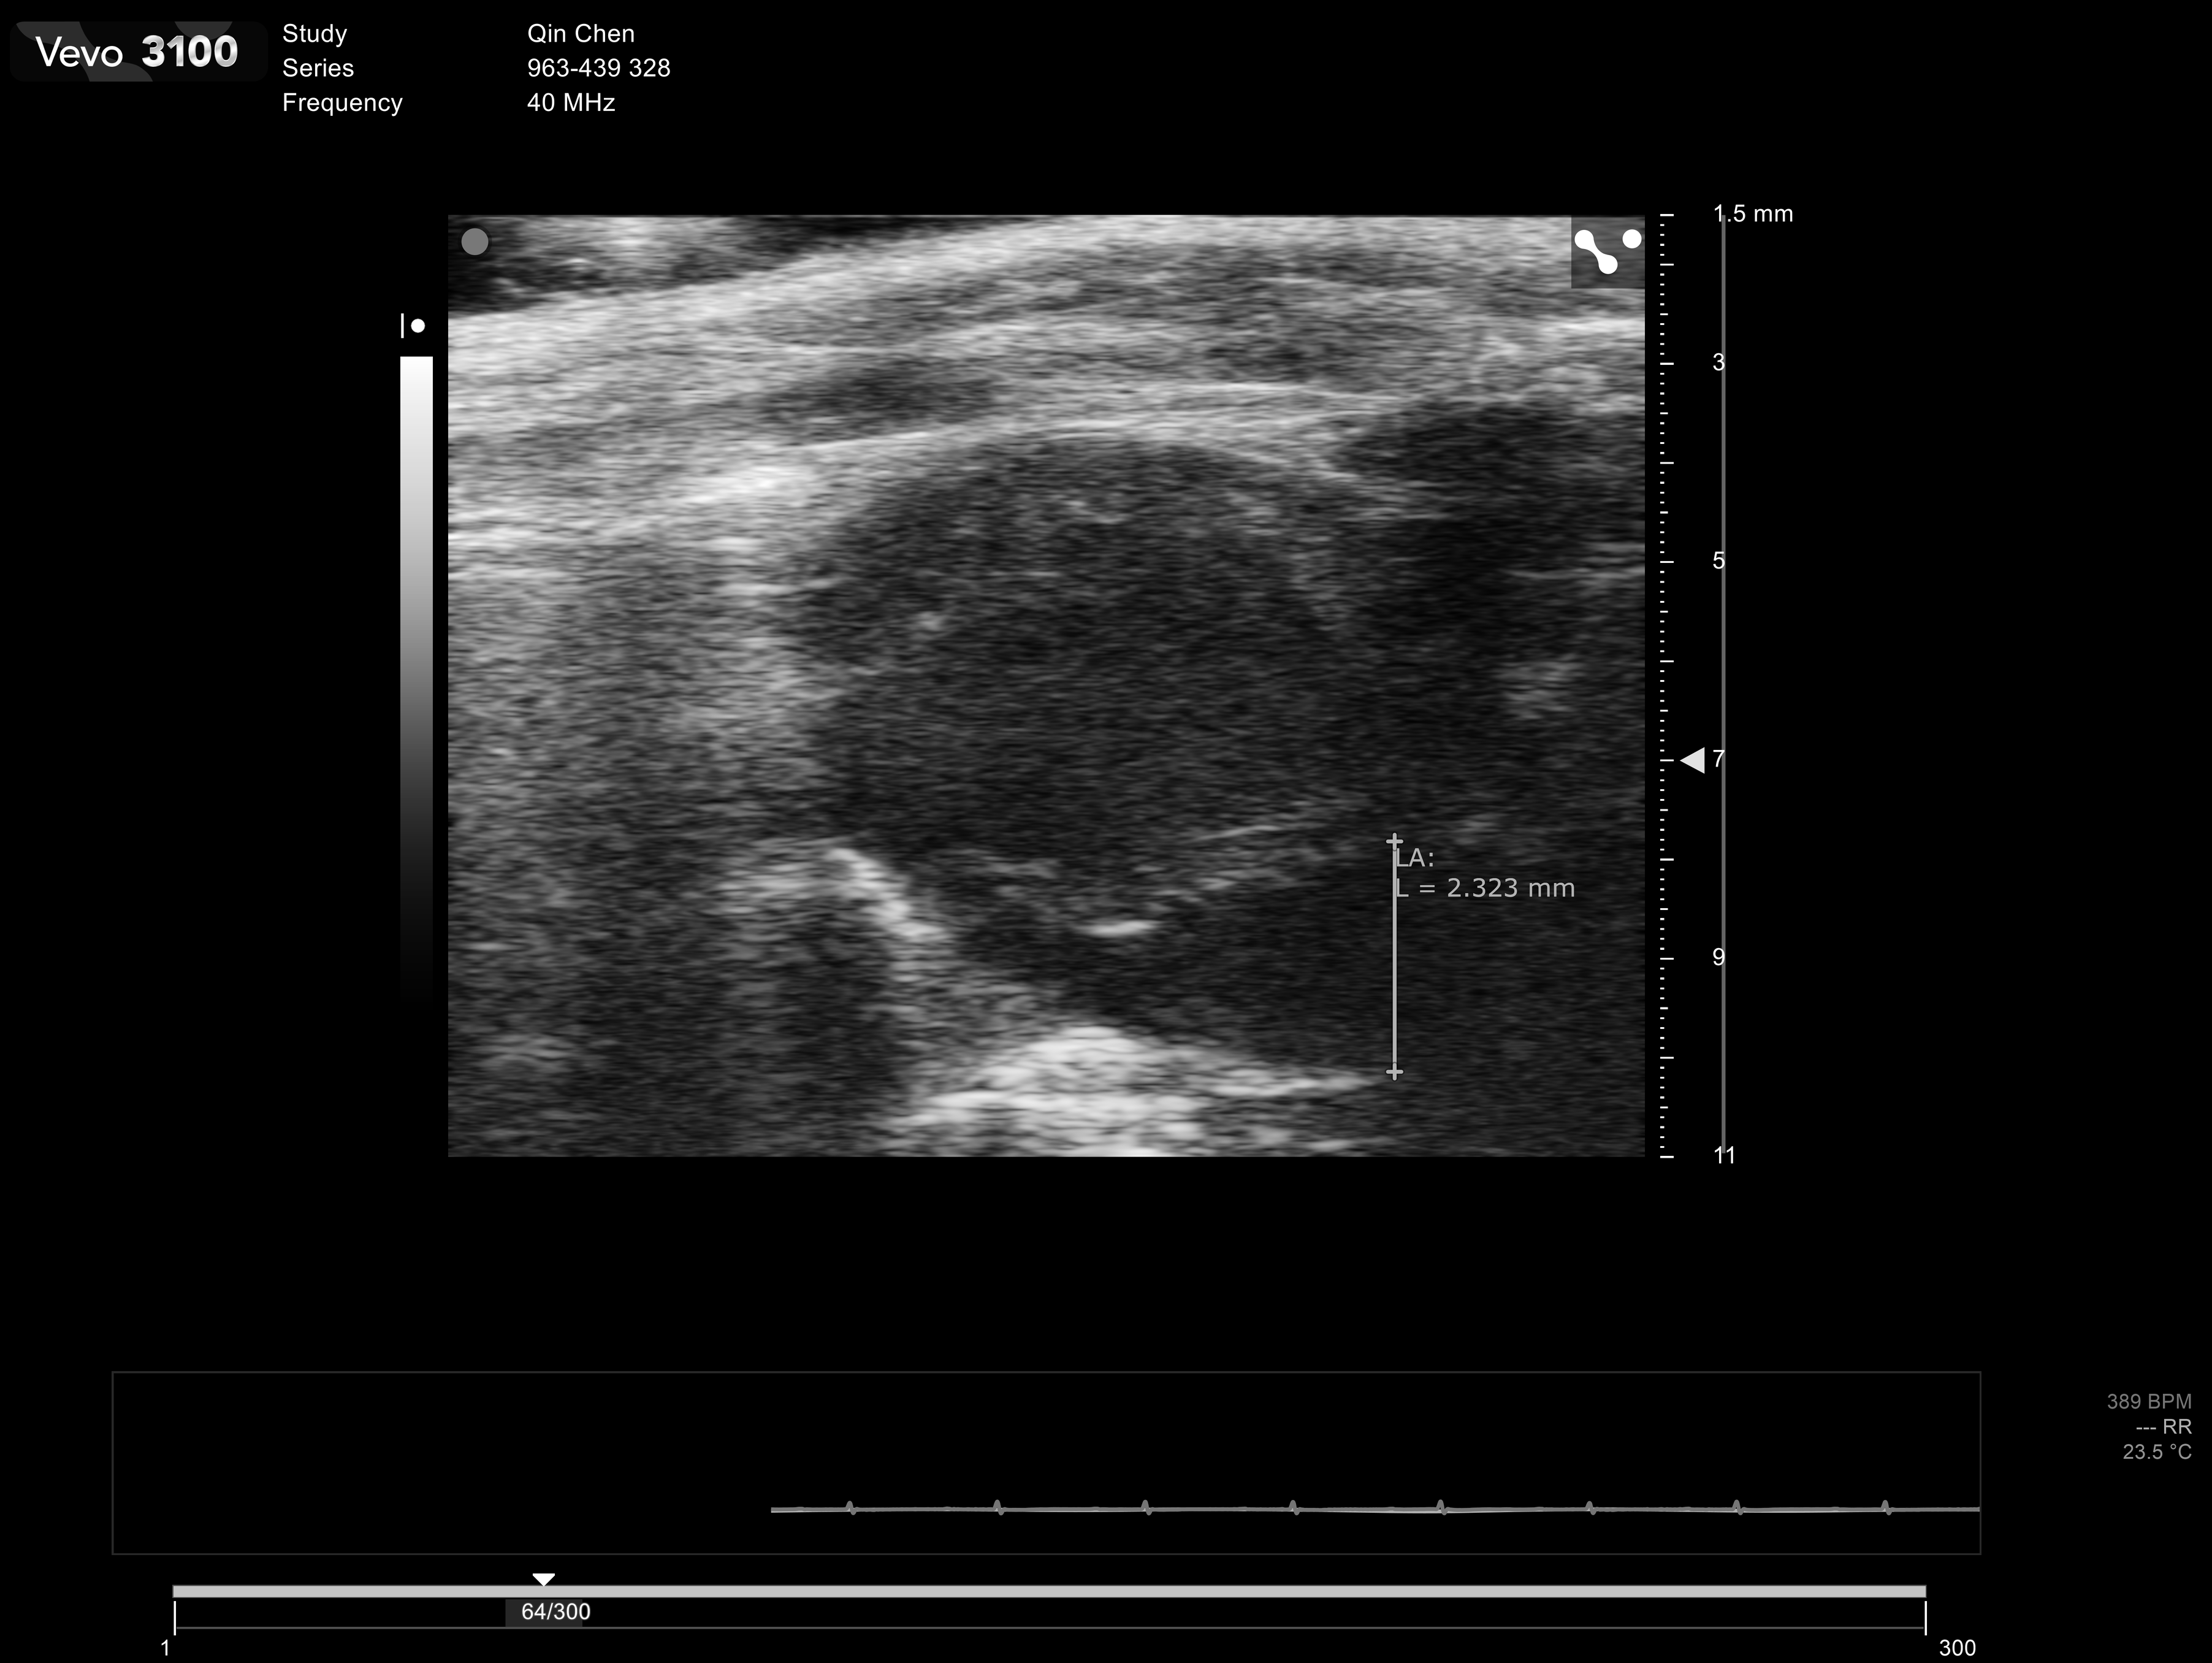 Vevo 3100
Study Qin Chen
Series 963-439 328
Frequency 40 MHz
1.5 mm
3
5
7
LA:
L = 2.323 mm
9
11
389 BPM
--- RR
23.5 °C
64/300
1 300